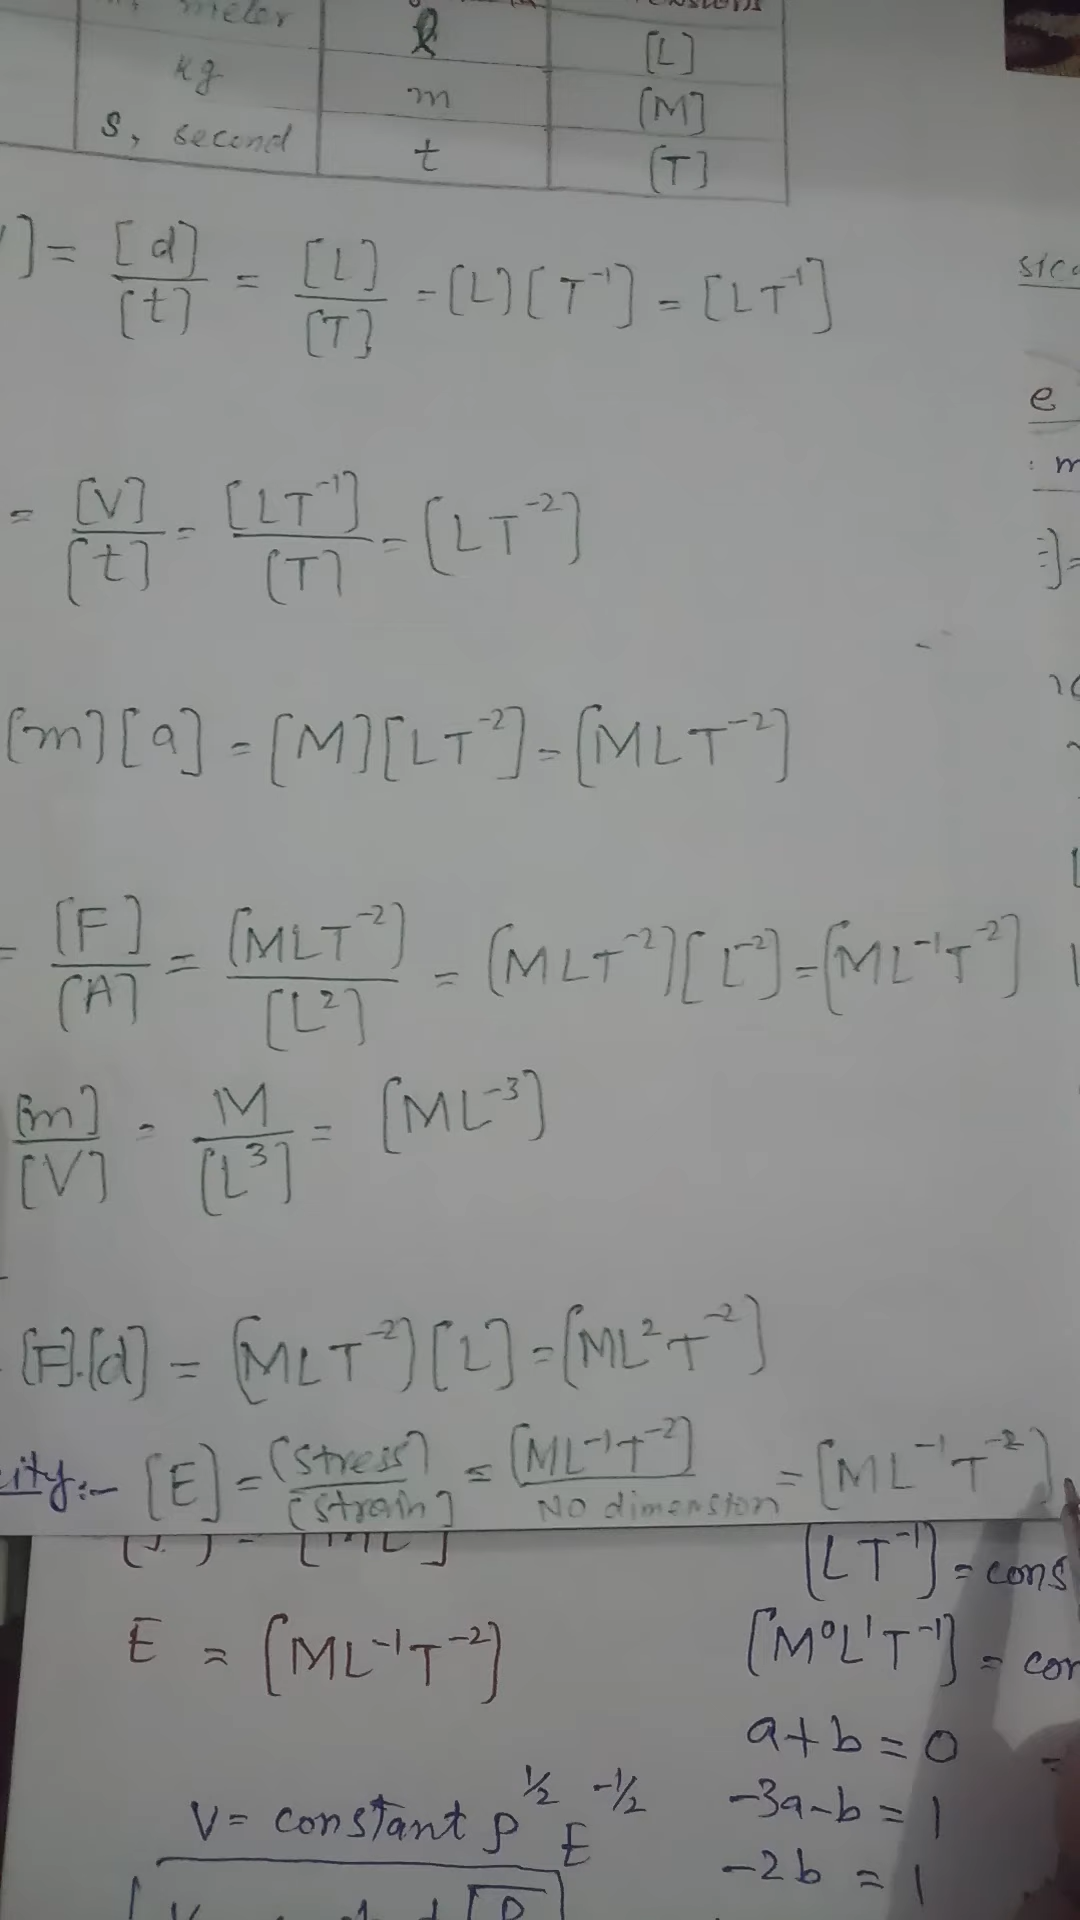 meter ℓ [L]
kg m [M]
s, second t [T]
] = [d]/[t] = [L]/[T] = [L][T⁻¹] = [LT⁻¹]
e
: m
= [V]/[t] = [LT⁻¹]/[T] = [LT⁻²]
[m][a] = [M][LT⁻²] = [MLT⁻²]
= [F]/[A] = [MLT⁻²]/[L²] = [MLT⁻²][L⁻²] = [ML⁻¹T⁻²]
[m]/[V] = M/[L³] = [ML⁻³]
[F].[d] = [MLT⁻²][L] = [ML²T⁻²]
city:- [E] = [stress]/[strain] = [ML⁻¹T⁻²]/No dimension = [ML⁻¹T⁻²]
[LT⁻¹] = cons
E = [ML⁻¹T⁻²] [M⁰L¹T⁻¹] = con
a+b = 0 =
V = constant ρ^½ E^-½ -3a-b = 1
-2b = 1